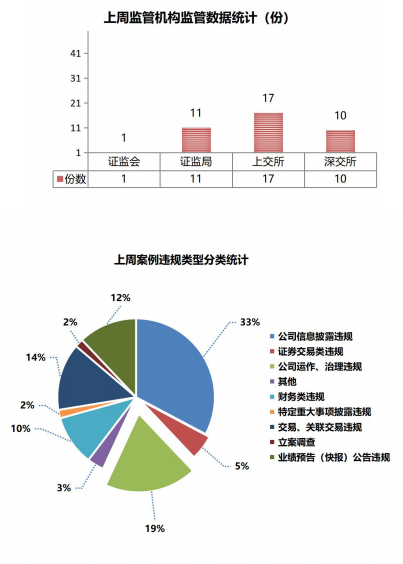 上周监管机构监管数据统计（份）
41
31
21
11
1
1
11
17
10
证监会 证监局 上交所 深交所
份数 1 11 17 10
上周案例违规类型分类统计
12%
2%
33%
14%
2%
10%
3%
19%
5%
公司信息披露违规
证券交易类违规
公司运作、治理违规
其他
财务类违规
特定重大事项披露违规
交易、关联交易违规
立案调查
业绩预告（快报）公告违规